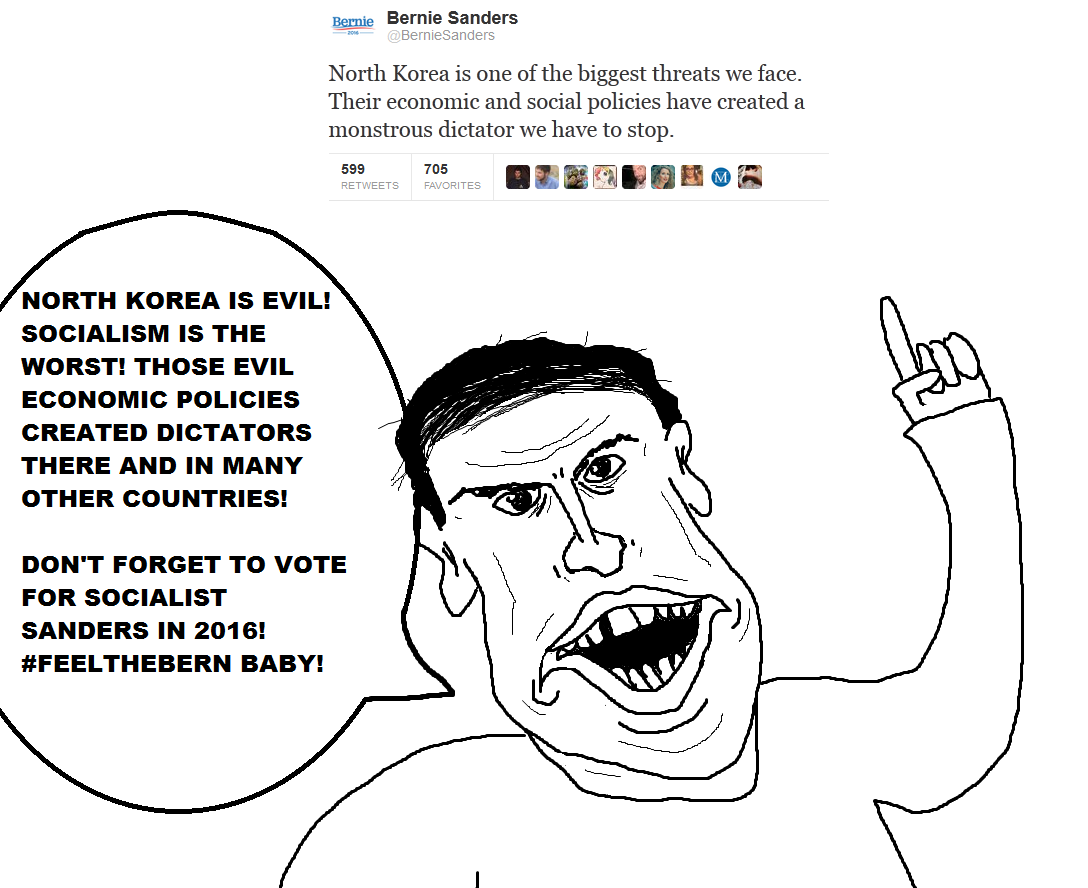 Bernie
2016
Bernie Sanders
@BernieSanders
North Korea is one of the biggest threats we face.
Their economic and social policies have created a
monstrous dictator we have to stop.
599
RETWEETS
705
FAVORITES
M
NORTH KOREA IS EVIL!
SOCIALISM IS THE
WORST! THOSE EVIL
ECONOMIC POLICIES
CREATED DICTATORS
THERE AND IN MANY
OTHER COUNTRIES!
DON'T FORGET TO VOTE
FOR SOCIALIST
SANDERS IN 2016!
#FEELTHEBERN BABY!